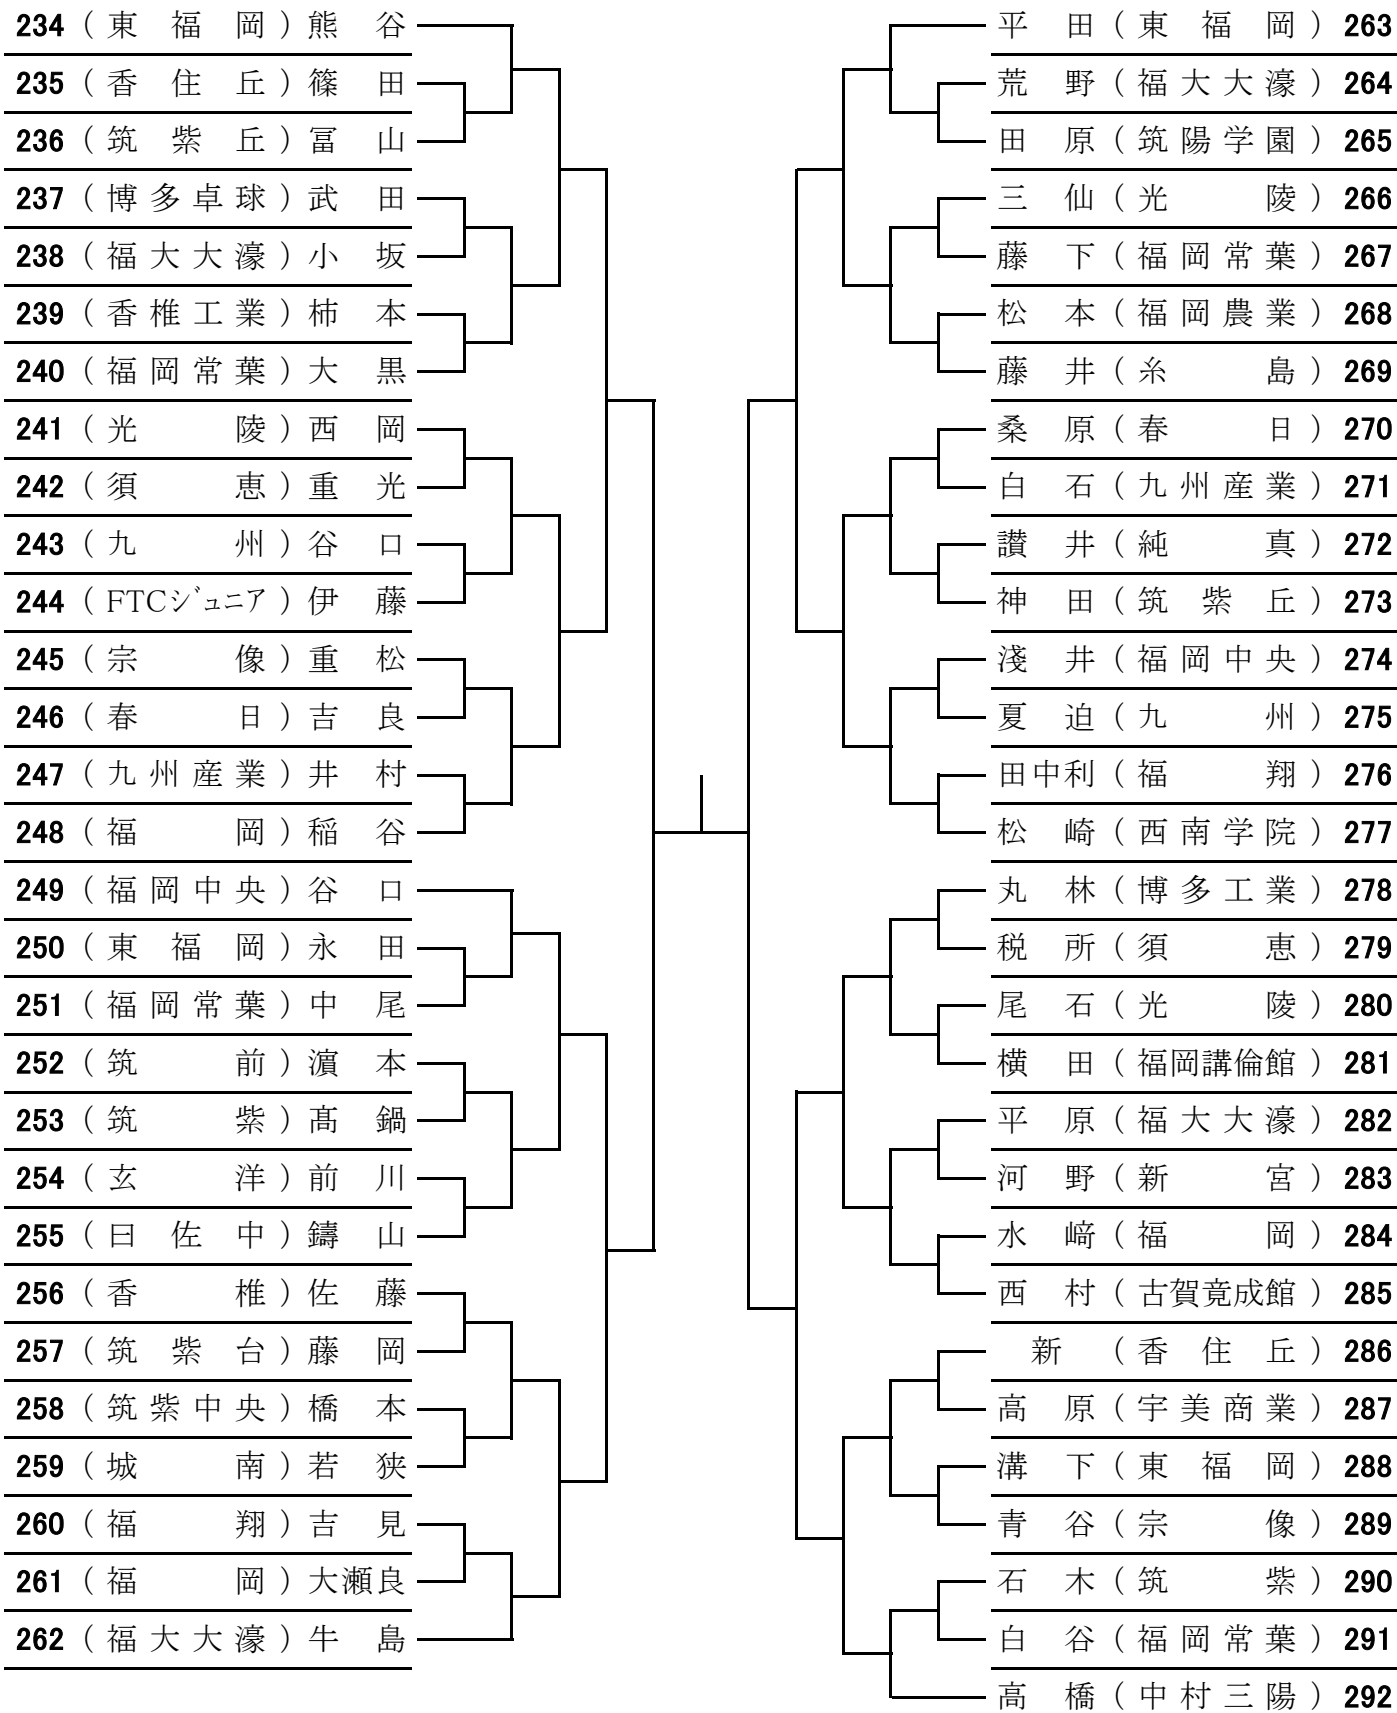 234 ( 東 福 岡 ) 熊 谷
235 ( 香 住 丘 ) 篠 田
236 ( 筑 紫 丘 ) 冨 山
237 ( 博 多 卓 球 ) 武 田
238 ( 福 大 大 濠 ) 小 坂
239 ( 香 椎 工 業 ) 柿 本
240 ( 福 岡 常 葉 ) 大 黒
241 ( 光 陵 ) 西 岡
242 ( 須 恵 ) 重 光
243 ( 九 州 ) 谷 口
244 ( FTCジュニア ) 伊 藤
245 ( 宗 像 ) 重 松
246 ( 春 日 ) 吉 良
247 ( 九 州 産 業 ) 井 村
248 ( 福 岡 ) 稲 谷
249 ( 福 岡 中 央 ) 谷 口
250 ( 東 福 岡 ) 永 田
251 ( 福 岡 常 葉 ) 中 尾
252 ( 筑 前 ) 濵 本
253 ( 筑 紫 ) 髙 鍋
254 ( 玄 洋 ) 前 川
255 ( 曰 佐 中 ) 鑄 山
256 ( 香 椎 ) 佐 藤
257 ( 筑 紫 台 ) 藤 岡
258 ( 筑 紫 中 央 ) 橋 本
259 ( 城 南 ) 若 狭
260 ( 福 翔 ) 吉 見
261 ( 福 岡 ) 大瀬良
262 ( 福 大 大 濠 ) 牛 島
平 田 ( 東 福 岡 ) 263
荒 野 ( 福 大 大 濠 ) 264
田 原 ( 筑 陽 学 園 ) 265
三 仙 ( 光 陵 ) 266
藤 下 ( 福 岡 常 葉 ) 267
松 本 ( 福 岡 農 業 ) 268
藤 井 ( 糸 島 ) 269
桑 原 ( 春 日 ) 270
白 石 ( 九 州 産 業 ) 271
讃 井 ( 純 真 ) 272
神 田 ( 筑 紫 丘 ) 273
淺 井 ( 福 岡 中 央 ) 274
夏 迫 ( 九 州 ) 275
田中利 ( 福 翔 ) 276
松 崎 ( 西 南 学 院 ) 277
丸 林 ( 博 多 工 業 ) 278
税 所 ( 須 恵 ) 279
尾 石 ( 光 陵 ) 280
横 田 ( 福岡講倫館 ) 281
平 原 ( 福 大 大 濠 ) 282
河 野 ( 新 宮 ) 283
水 﨑 ( 福 岡 ) 284
西 村 ( 古賀竟成館 ) 285
新 ( 香 住 丘 ) 286
高 原 ( 宇 美 商 業 ) 287
溝 下 ( 東 福 岡 ) 288
青 谷 ( 宗 像 ) 289
石 木 ( 筑 紫 ) 290
白 谷 ( 福 岡 常 葉 ) 291
高 橋 ( 中 村 三 陽 ) 292